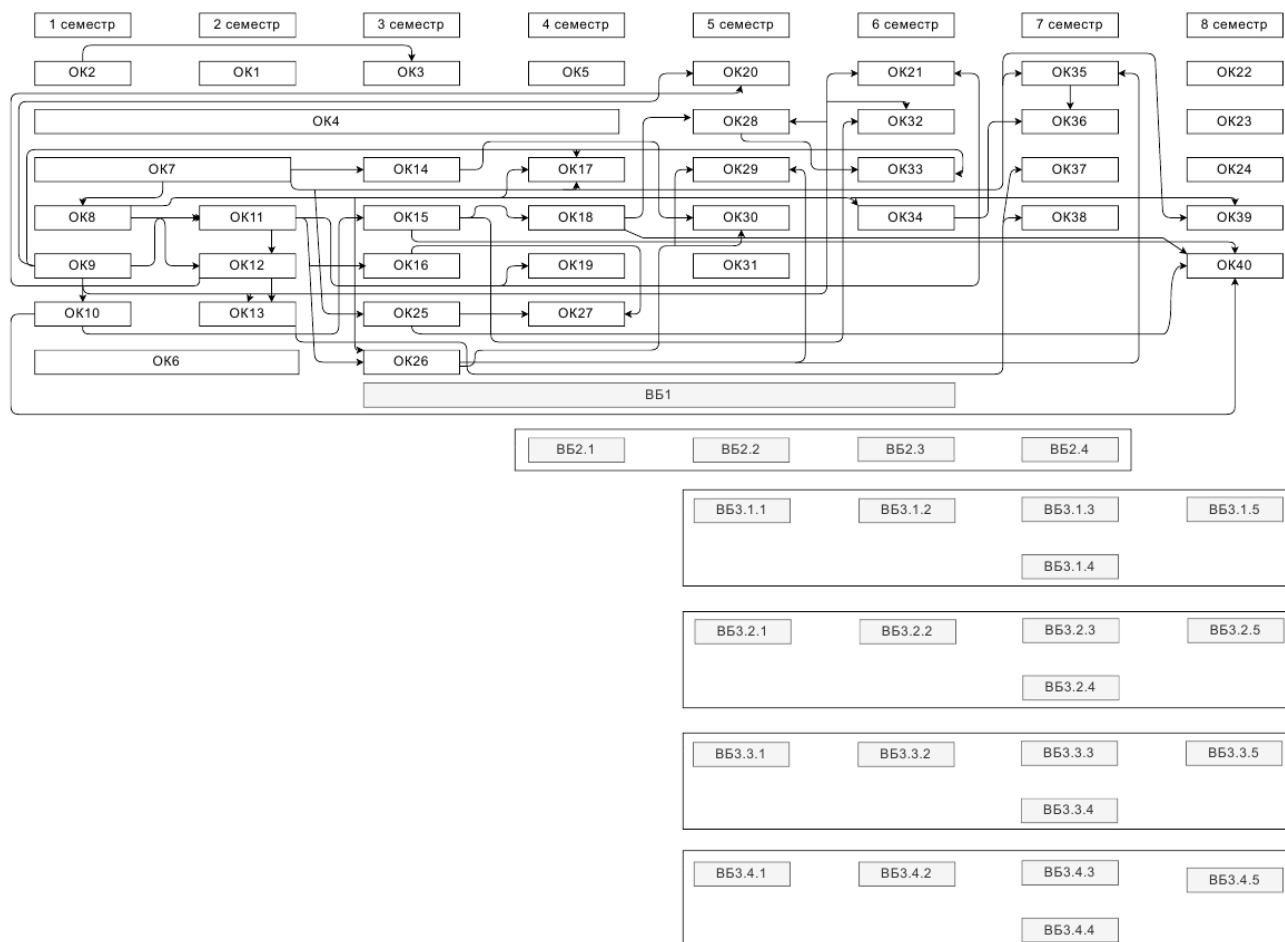 1 семестр 2 семестр 3 семестр 4 семестр 5 семестр 6 семестр 7 семестр 8 семестр
ОК2 ОК1 ОК3 ОК5 ОК20 ОК21 ОК35 ОК22
ОК4 ОК28 ОК32 ОК36 ОК23
ОК7 ОК14 ОК17 ОК29 ОК33 ОК37 ОК24
ОК8 ОК11 ОК15 ОК18 ОК30 ОК34 ОК38 ОК39
ОК9 ОК12 ОК16 ОК19 ОК31 ОК40
ОК10 ОК13 ОК25 ОК27
ОК6 ОК26
ВБ1
ВБ2.1 ВБ2.2 ВБ2.3 ВБ2.4
ВБ3.1.1 ВБ3.1.2 ВБ3.1.3 ВБ3.1.5
ВБ3.1.4
ВБ3.2.1 ВБ3.2.2 ВБ3.2.3 ВБ3.2.5
ВБ3.2.4
ВБ3.3.1 ВБ3.3.2 ВБ3.3.3 ВБ3.3.5
ВБ3.3.4
ВБ3.4.1 ВБ3.4.2 ВБ3.4.3 ВБ3.4.5
ВБ3.4.4